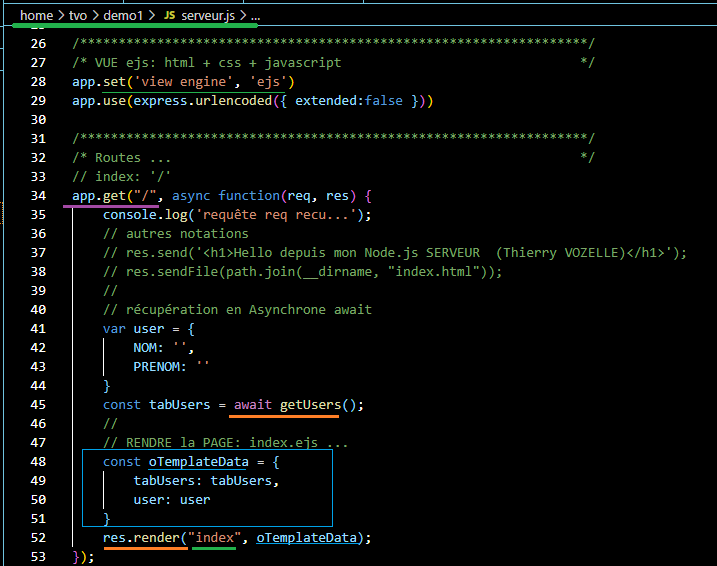 home > tvo > demo1 > JS serveur.js > ...
26 /******************************************************************/
27 /* VUE ejs: html + css + javascript */
28 app.set('view engine', 'ejs')
29 app.use(express.urlencoded({ extended:false }))
30
31 /******************************************************************/
32 /* Routes ... */
33 // index: '/'
34 app.get("/", async function(req, res) {
35 console.log('requête req recu...');
36 // autres notations
37 // res.send('<h1>Hello depuis mon Node.js SERVEUR (Thierry VOZELLE)</h1>');
38 // res.sendFile(path.join(__dirname, "index.html"));
39 //
40 // récupération en Asynchrone await
41 var user = {
42 NOM: '',
43 PRENOM: ''
44 }
45 const tabUsers = await getUsers();
46 //
47 // RENDRE la PAGE: index.ejs ...
48 const oTemplateData = {
49 tabUsers: tabUsers,
50 user: user
51 }
52 res.render("index", oTemplateData);
53 });